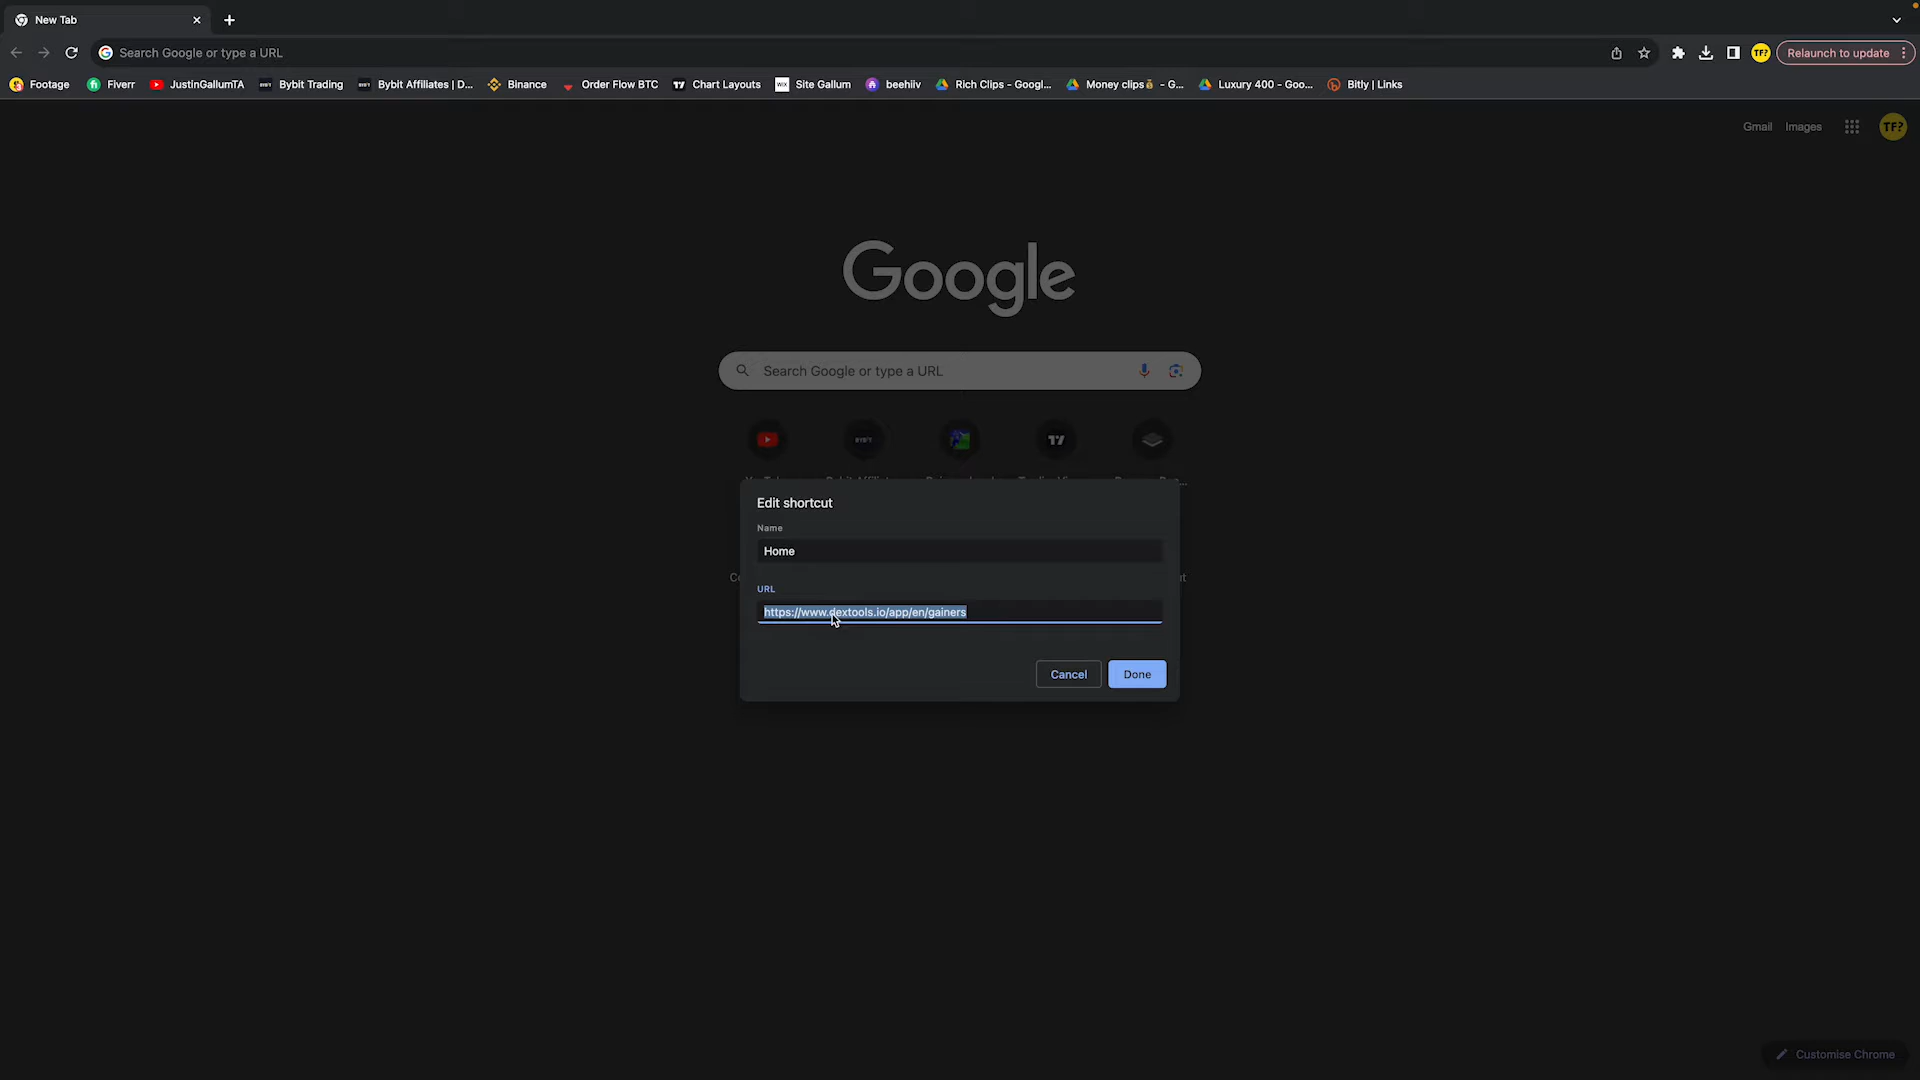 New Tab
Search Google or type a URL
TF?
Relaunch to update
Footage
Fiverr
JustinGallumTA
Bybit Trading
Bybit Affiliates | D...
Binance
Order Flow BTC
Chart Layouts
WIX
Site Gallum
beehiiv
Rich Clips - Googl...
Money clips💰 - G...
Luxury 400 - Goo...
Bitly | Links
Gmail
Images
TF?
Google
Search Google or type a URL
Edit shortcut
Name
Home
URL
https://www.dextools.io/app/en/gainers
Cancel
Done
Customise Chrome